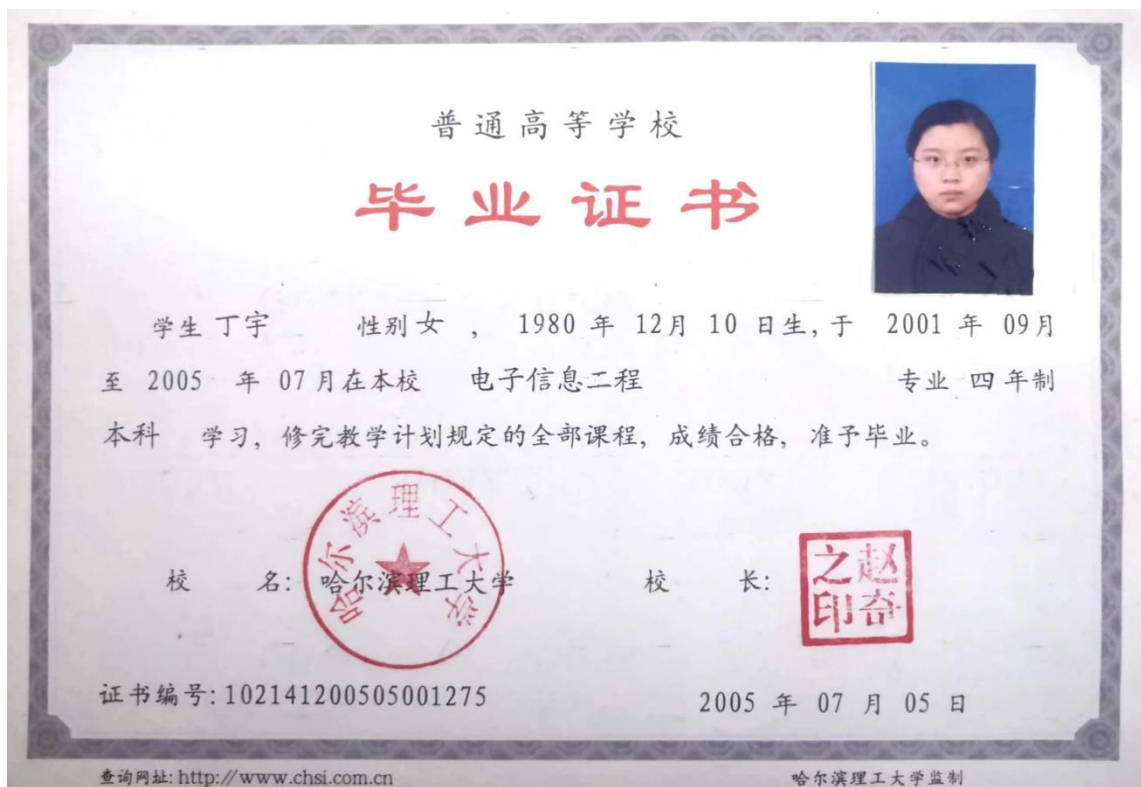 普通高等学校
毕业证书
学生 丁宇 性别 女 , 1980 年 12月 10 日生, 于 2001 年 09月
至 2005 年 07月在本校 电子信息工程 专业 四 年制
本科 学习, 修完教学计划规定的全部课程, 成绩合格, 准予毕业。
哈尔滨理工大学
校 名: 哈尔滨理工大学 校 长:
赵奇之印
证书编号: 102141200505001275 2005 年 07 月 05 日
查询网址: http://www.chsi.com.cn 哈尔滨理工大学监制